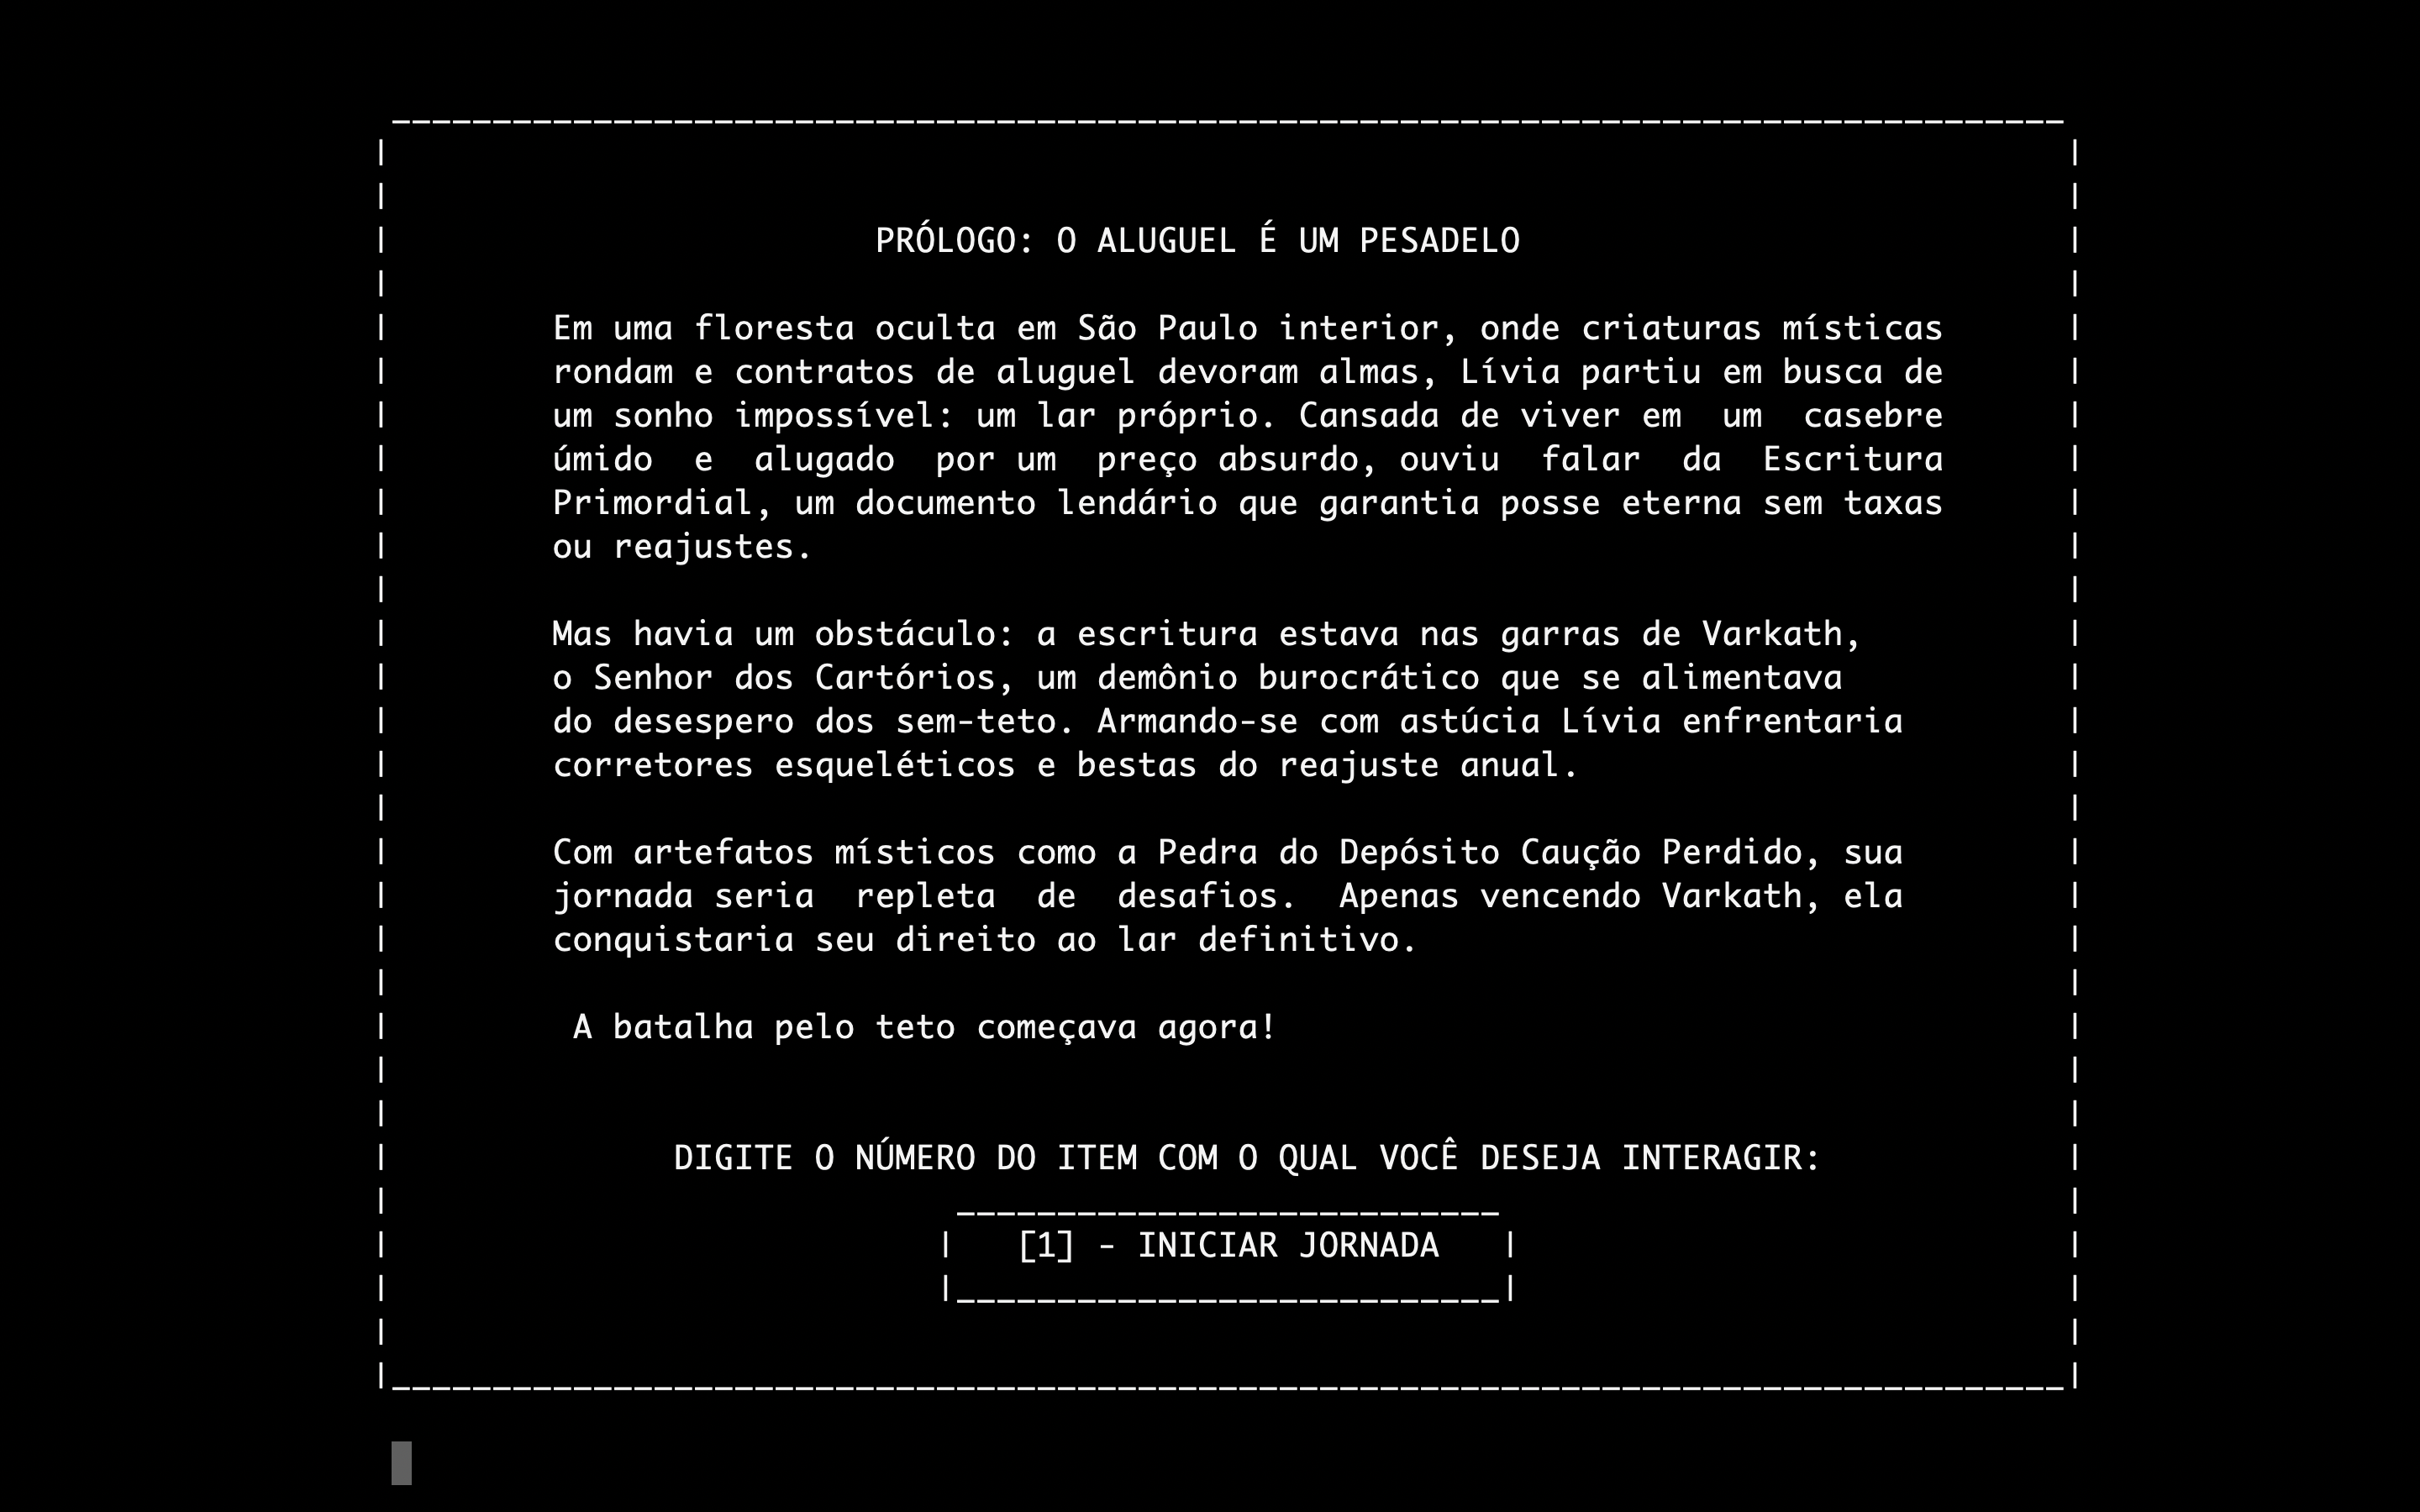 PRÓLOGO: O ALUGUEL É UM PESADELO
Em uma floresta oculta em São Paulo interior, onde criaturas místicas
rondam e contratos de aluguel devoram almas, Lívia partiu em busca de
um sonho impossível: um lar próprio. Cansada de viver em um casebre
úmido e alugado por um preço absurdo, ouviu falar da Escritura
Primordial, um documento lendário que garantia posse eterna sem taxas
ou reajustes.
Mas havia um obstáculo: a escritura estava nas garras de Varkath,
o Senhor dos Cartórios, um demônio burocrático que se alimentava
do desespero dos sem-teto. Armando-se com astúcia Lívia enfrentaria
corretores esqueléticos e bestas do reajuste anual.
Com artefatos místicos como a Pedra do Depósito Caução Perdido, sua
jornada seria repleta de desafios. Apenas vencendo Varkath, ela
conquistaria seu direito ao lar definitivo.
A batalha pelo teto começava agora!
DIGITE O NÚMERO DO ITEM COM O QUAL VOCÊ DESEJA INTERAGIR:
[1] - INICIAR JORNADA